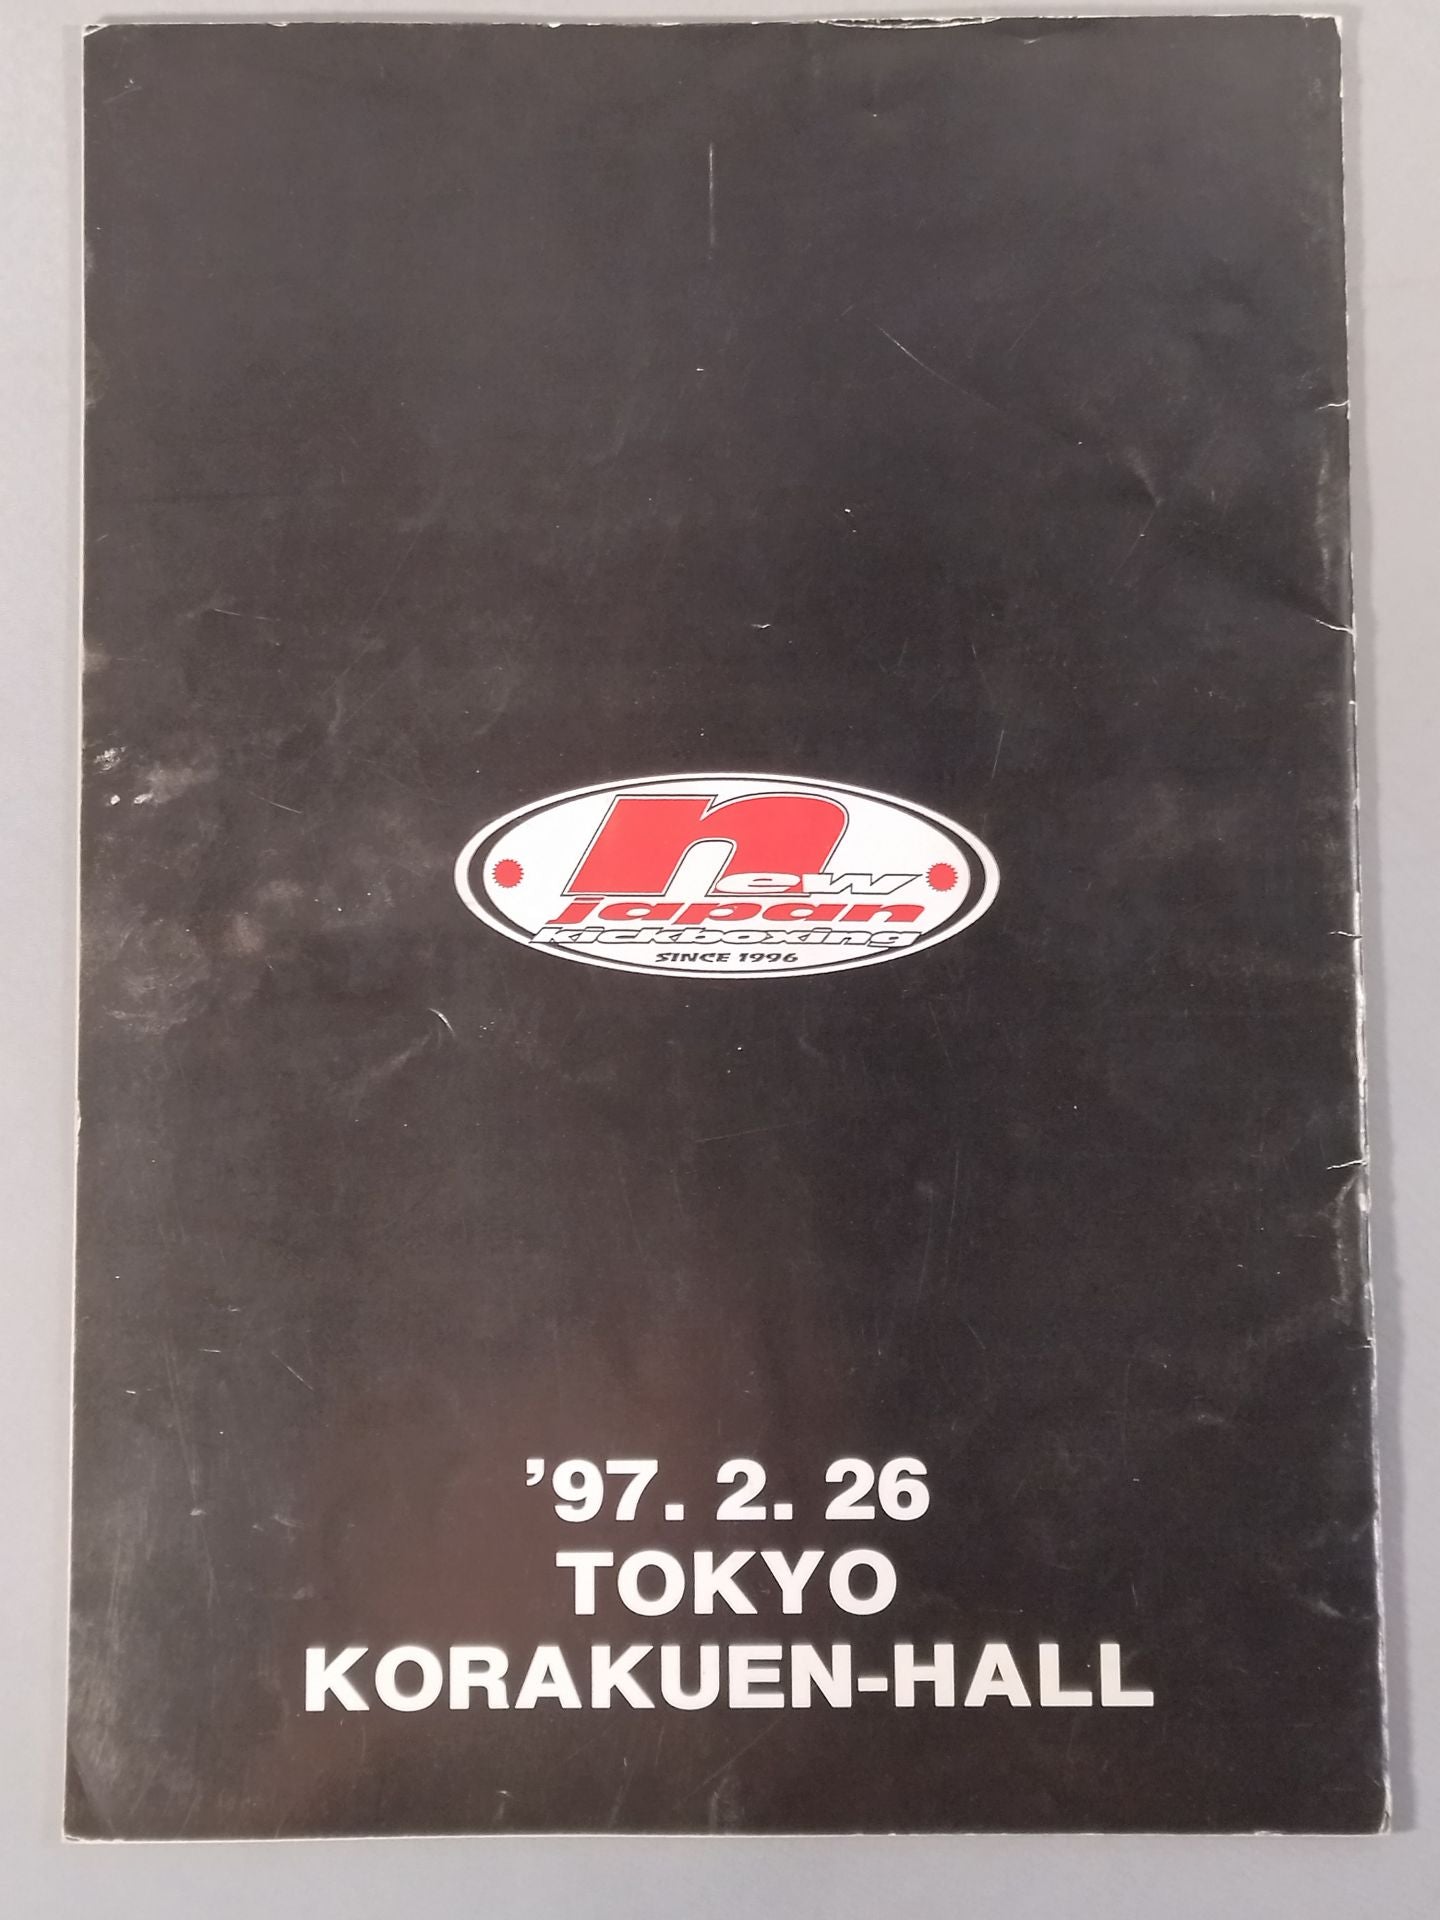 new
japan
kickboxing
SINCE 1996
'97. 2. 26
TOKYO
KORAKUEN-HALL